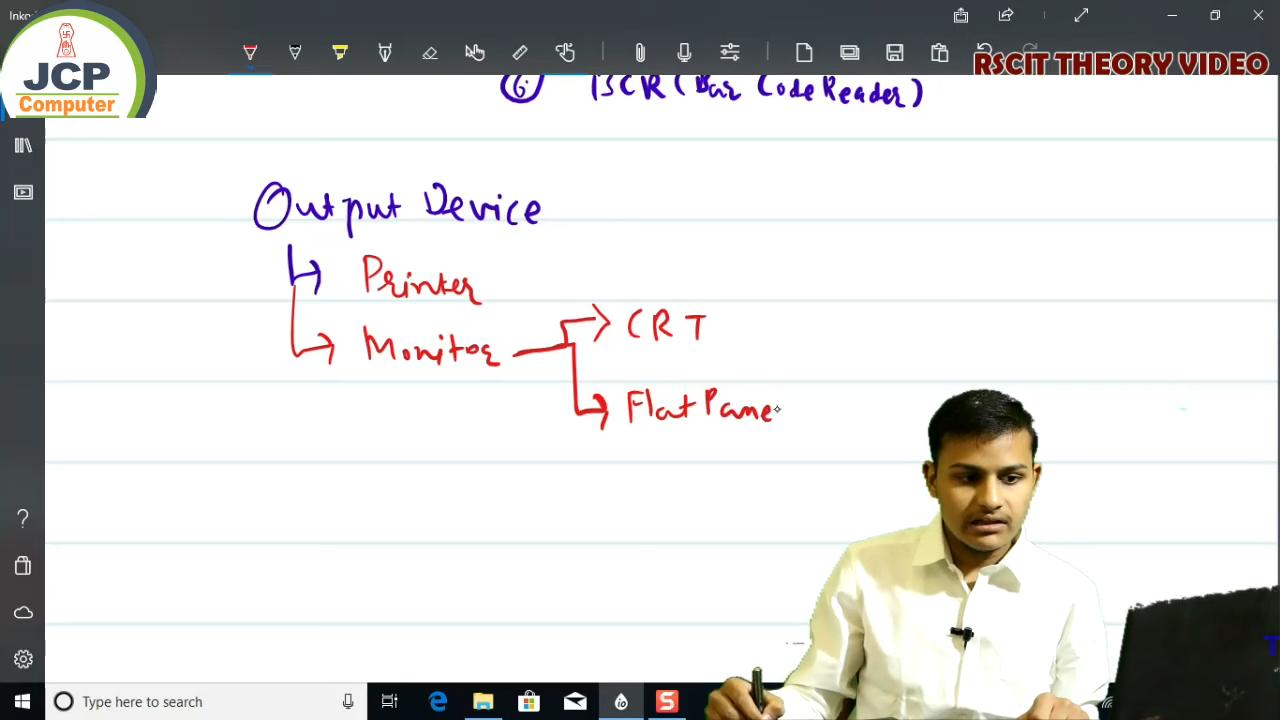 Inko
JCP
Computer
RSCIT THEORY VIDEO
6. BCR (Bar Code Reader)
Output Device
Printer
Monitor
CRT
Flat Pane
Type here to search